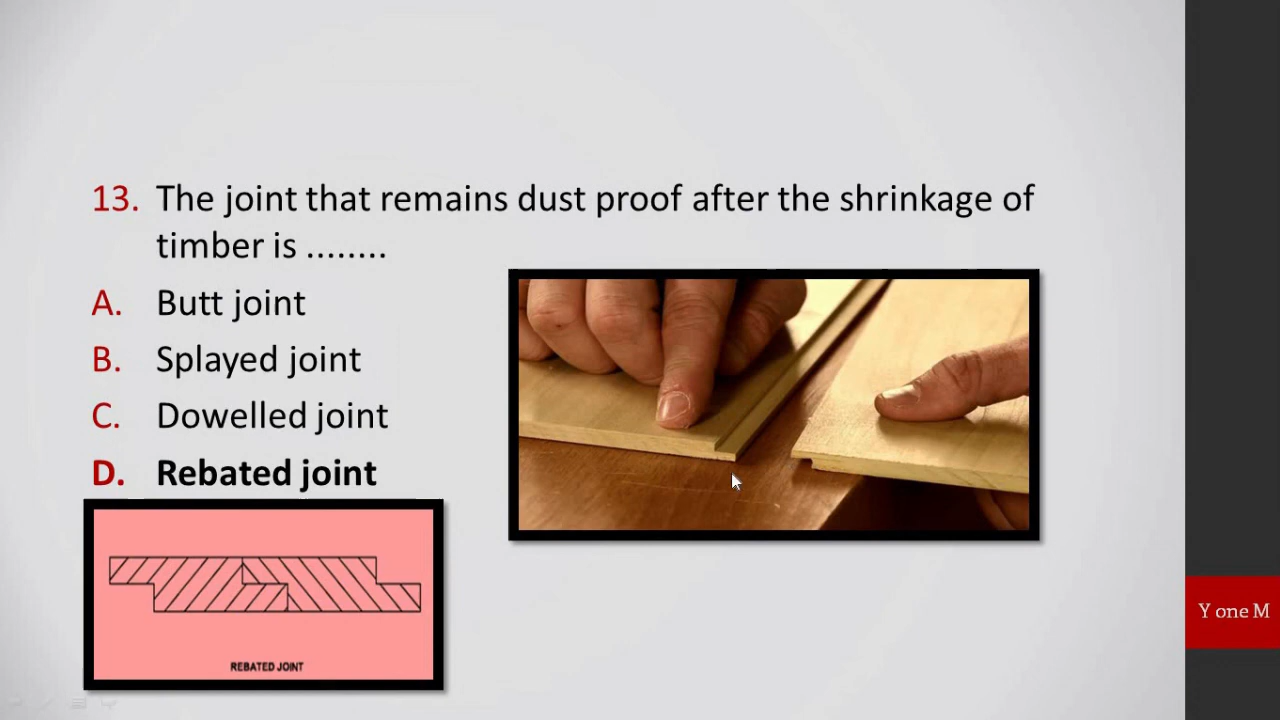 13. The joint that remains dust proof after the shrinkage of
timber is ........
A. Butt joint
B. Splayed joint
C. Dowelled joint
D. Rebated joint
REBATED JOINT
Y one M